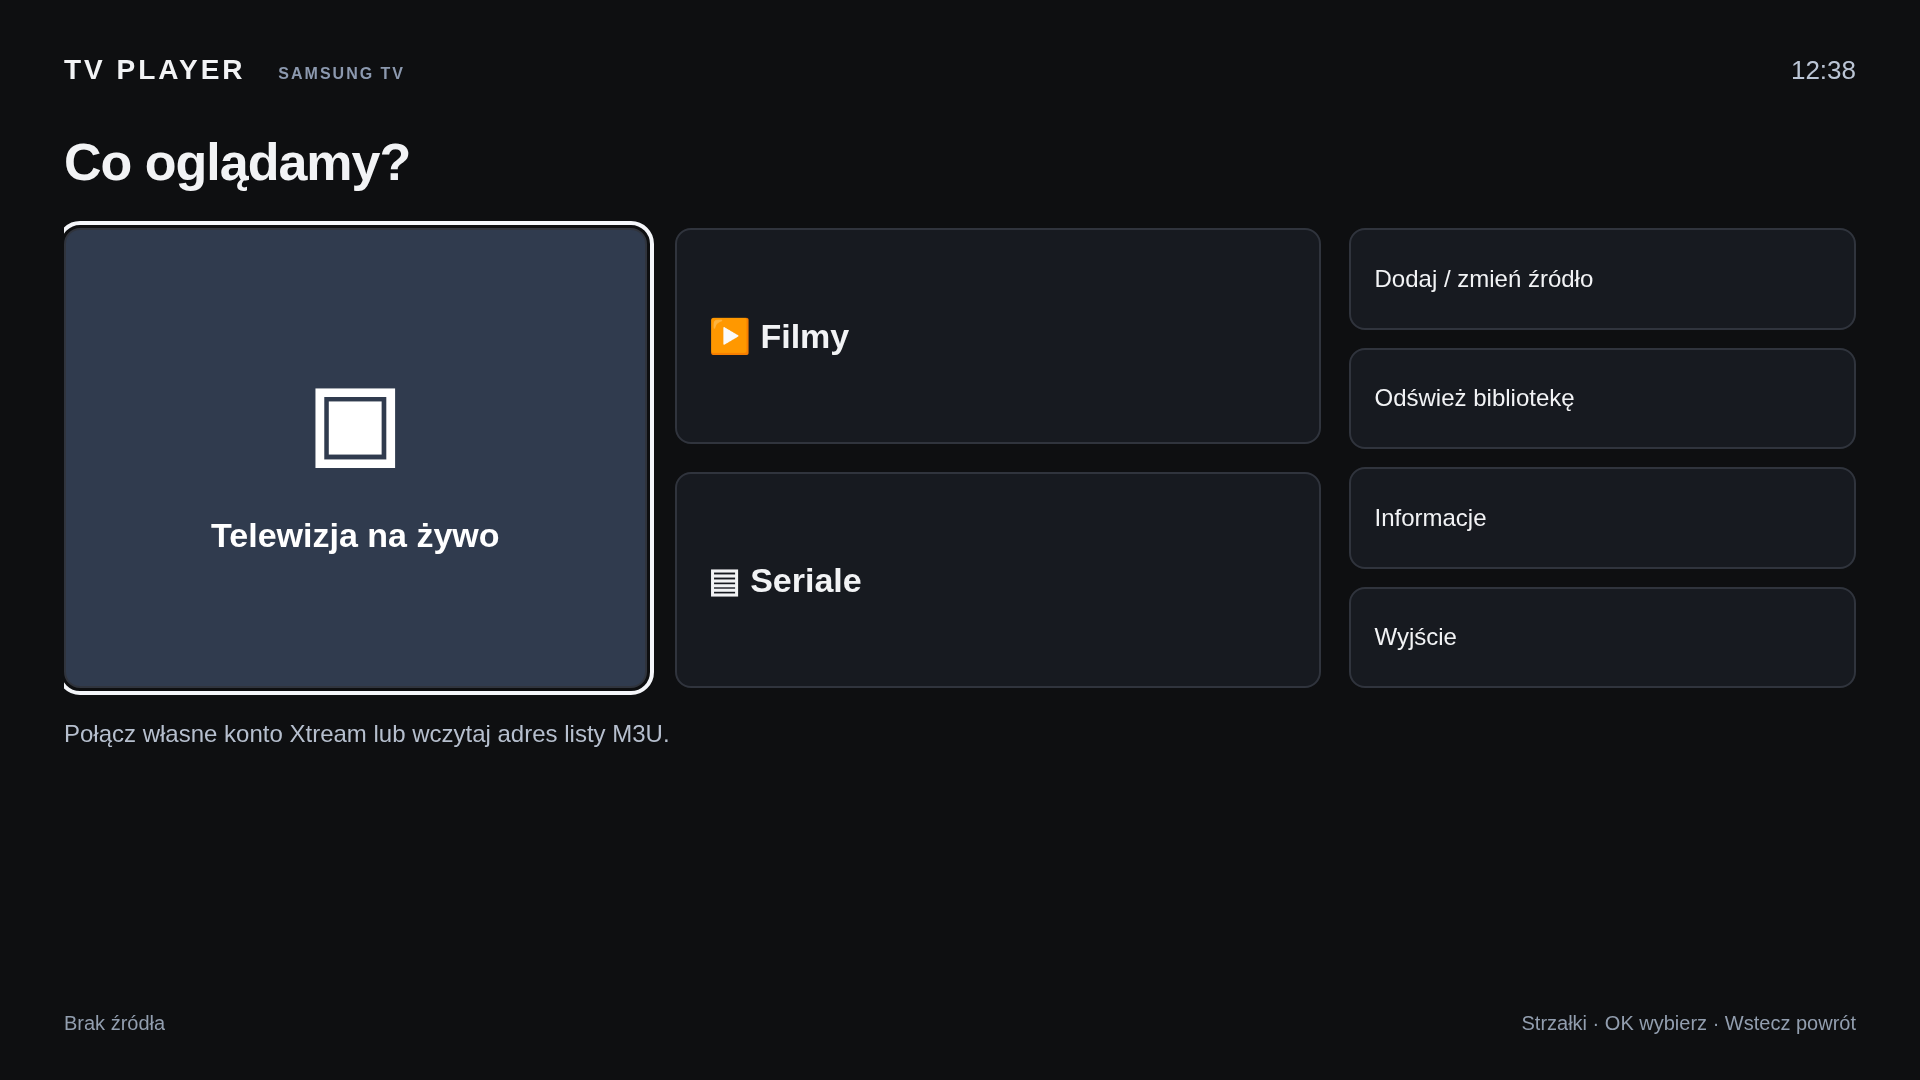 TV PLAYER SAMSUNG TV
12:38
Co oglądamy?
Telewizja na żywo
Filmy
Seriale
Dodaj / zmień źródło
Odśwież bibliotekę
Informacje
Wyjście
Połącz własne konto Xtream lub wczytaj adres listy M3U.
Brak źródła
Strzałki · OK wybierz · Wstecz powrót